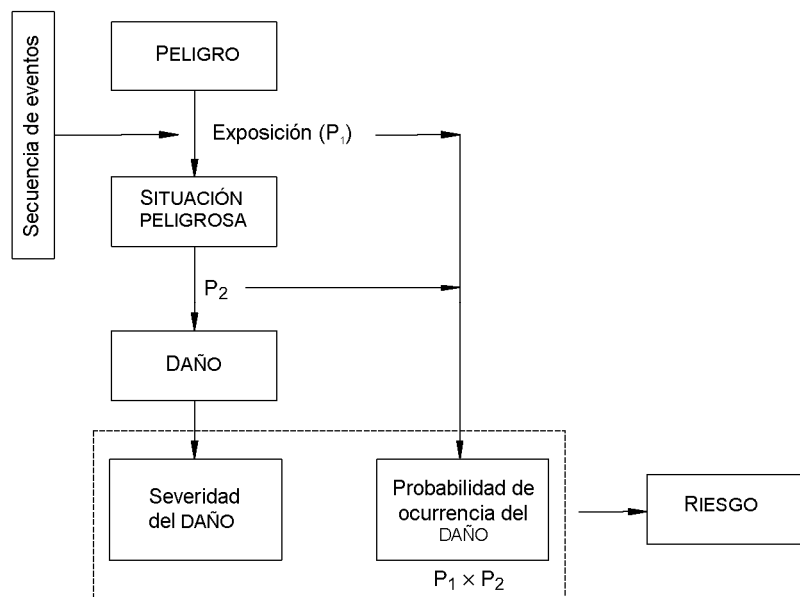 Secuencia de eventos
PELIGRO
Exposición (P₁)
SITUACIÓN
PELIGROSA
P₂
DAÑO
Severidad
del DAÑO
Probabilidad de
ocurrencia del
DAÑO
P₁ × P₂
RIESGO